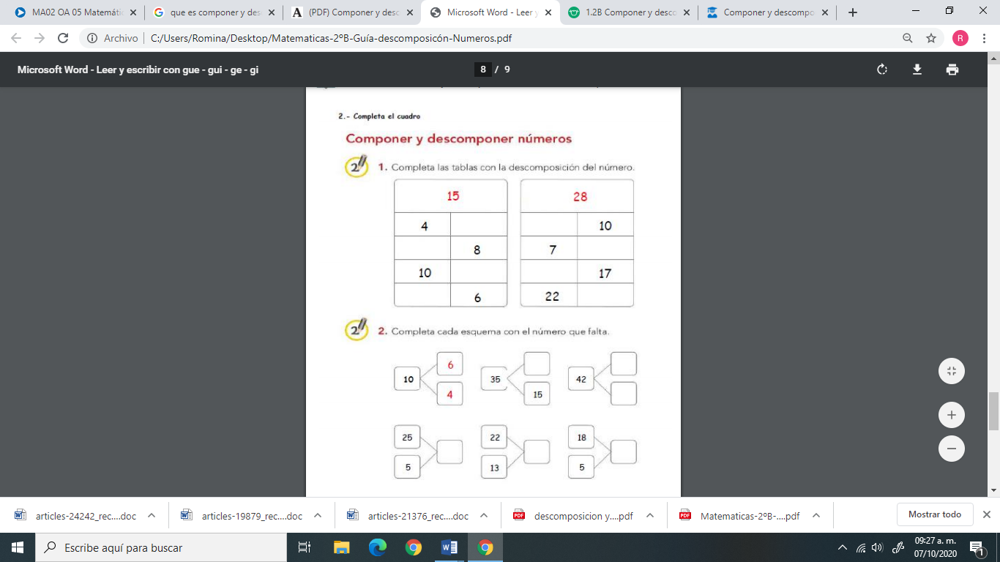 MA02 OA 05 Matemátic
que es componer y des
(PDF) Componer y desc
Microsoft Word - Leer y
1.2B Componer y desco
Componer y descompo
Archivo C:/Users/Romina/Desktop/Matematicas-2ºB-Guía-descomposicón-Numeros.pdf
R
Microsoft Word - Leer y escribir con gue - gui - ge - gi
8 / 9
2.- Completa el cuadro
Componer y descomponer números
2 1. Completa las tablas con la descomposición del número.
15 28
4 10
8 7
10 17
6 22
2 2. Completa cada esquema con el número que falta.
6
10 35 42
4 15
25 22 18
5 13 5
articles-24242_rec....doc
articles-19879_rec....doc
articles-21376_rec....doc
descomposicion y....pdf
Matematicas-2ºB-....pdf
Mostrar todo
Escribe aquí para buscar
09:27 a. m.
07/10/2020
1